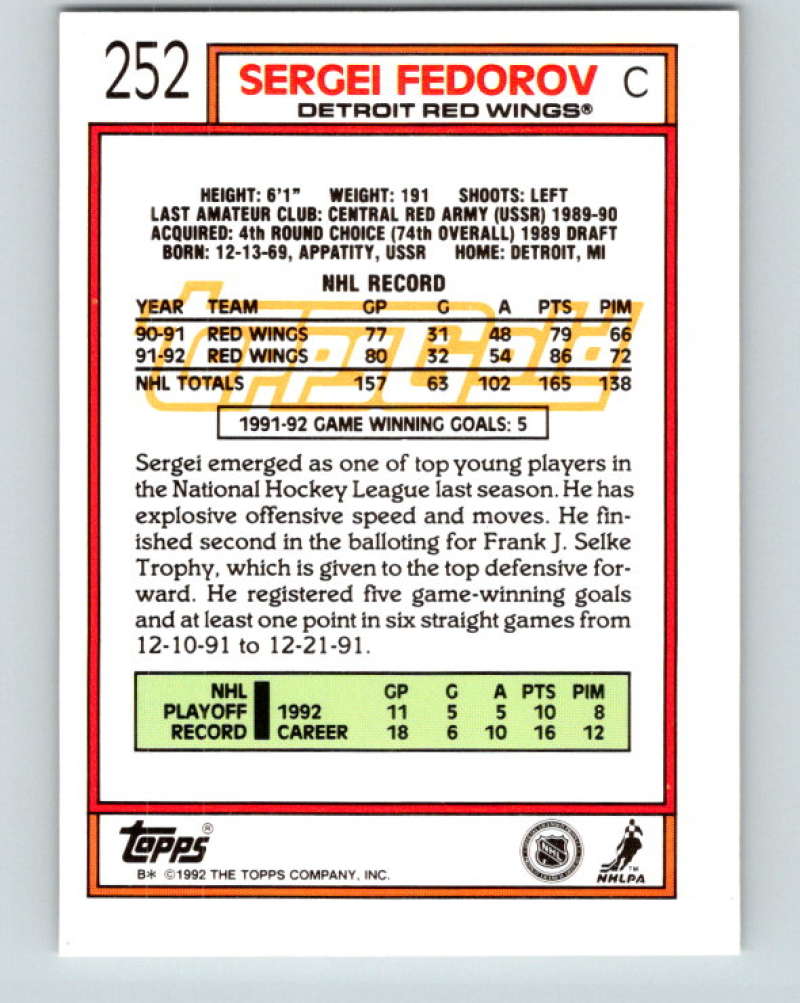 252
SERGEI FEDOROV C
DETROIT RED WINGS®
HEIGHT: 6'1" WEIGHT: 191 SHOOTS: LEFT
LAST AMATEUR CLUB: CENTRAL RED ARMY (USSR) 1989-90
ACQUIRED: 4th ROUND CHOICE (74th OVERALL) 1989 DRAFT
BORN: 12-13-69, APPATITY, USSR HOME: DETROIT, MI
NHL RECORD
YEAR TEAM GP G A PTS PIM
90-91 RED WINGS 77 31 48 79 66
91-92 RED WINGS 80 32 54 86 72
NHL TOTALS 157 63 102 165 138
ToppsGold
1991-92 GAME WINNING GOALS: 5
Sergei emerged as one of top young players in
the National Hockey League last season. He has
explosive offensive speed and moves. He fin-
ished second in the balloting for Frank J. Selke
Trophy, which is given to the top defensive for-
ward. He registered five game-winning goals
and at least one point in six straight games from
12-10-91 to 12-21-91.
NHL GP G A PTS PIM
PLAYOFF 1992 11 5 5 10 8
RECORD CAREER 18 6 10 16 12
Topps®
B* ©1992 THE TOPPS COMPANY, INC.
NHL
NHLPA™